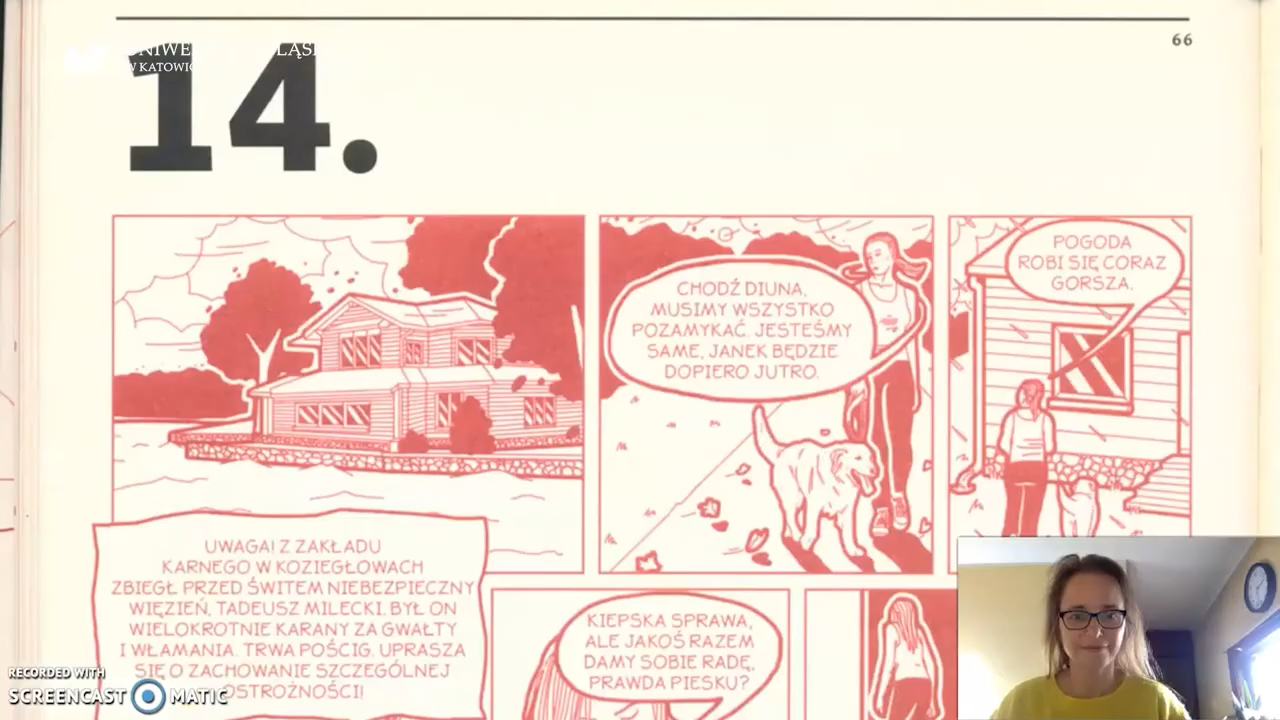 66
W KATOWIC
14.
CHODŹ DIUNA,
MUSIMY WSZYSTKO
POZAMYKAĆ. JESTEŚMY
SAME, JANEK BĘDZIE
DOPIERO JUTRO.
POGODA
ROBI SIĘ CORAZ
GORSZA.
UWAGA! Z ZAKŁADU
KARNEGO W KOZIEGŁOWACH
ZBIEGŁ PRZED ŚWITEM NIEBEZPIECZNY
WIĘZIEŃ, TADEUSZ MILECKI. BYŁ ON
WIELOKROTNIE KARANY ZA GWAŁTY
I WŁAMANIA. TRWA POŚCIG. UPRASZA
SIĘ O ZACHOWANIE SZCZEGÓLNEJ
OSTROŻNOŚCI!
KIEPSKA SPRAWA,
ALE JAKOŚ RAZEM
DAMY SOBIE RADĘ,
PRAWDA PIESKU?
RECORDED WITH
SCREENCAST MATIC